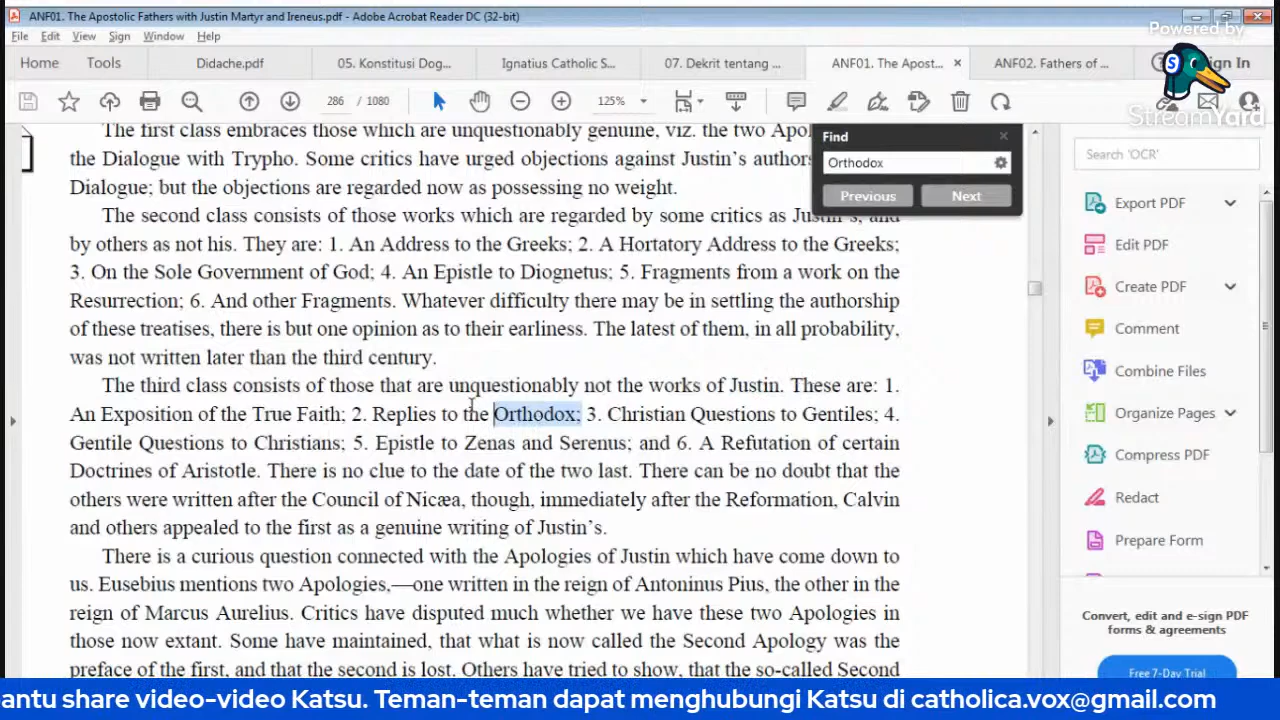 ANF01. The Apostolic Fathers with Justin Martyr and Ireneus.pdf - Adobe Acrobat Reader DC (32-bit)
Powered by
StreamYard
File Edit View Sign Window Help
Home Tools Didache.pdf 05. Konstitusi Dog... Ignatius Catholic S... 07. Dekrit tentang ... ANF01. The Apost... × ANF02. Fathers of ... Sign In
286 / 1080 125%
Find
Orthodox
Previous Next
Search 'OCR'
Export PDF
Edit PDF
Create PDF
Comment
Combine Files
Organize Pages
Compress PDF
Redact
Prepare Form
Convert, edit and e-sign PDF
forms & agreements
Free 7-Day Trial
The first class embraces those which are unquestionably genuine, viz. the two Apol
the Dialogue with Trypho. Some critics have urged objections against Justin's authors
Dialogue; but the objections are regarded now as possessing no weight.
The second class consists of those works which are regarded by some critics as Justin's, and
by others as not his. They are: 1. An Address to the Greeks; 2. A Hortatory Address to the Greeks;
3. On the Sole Government of God; 4. An Epistle to Diognetus; 5. Fragments from a work on the
Resurrection; 6. And other Fragments. Whatever difficulty there may be in settling the authorship
of these treatises, there is but one opinion as to their earliness. The latest of them, in all probability,
was not written later than the third century.
The third class consists of those that are unquestionably not the works of Justin. These are: 1.
An Exposition of the True Faith; 2. Replies to the Orthodox; 3. Christian Questions to Gentiles; 4.
Gentile Questions to Christians; 5. Epistle to Zenas and Serenus; and 6. A Refutation of certain
Doctrines of Aristotle. There is no clue to the date of the two last. There can be no doubt that the
others were written after the Council of Nicæa, though, immediately after the Reformation, Calvin
and others appealed to the first as a genuine writing of Justin's.
There is a curious question connected with the Apologies of Justin which have come down to
us. Eusebius mentions two Apologies,—one written in the reign of Antoninus Pius, the other in the
reign of Marcus Aurelius. Critics have disputed much whether we have these two Apologies in
those now extant. Some have maintained, that what is now called the Second Apology was the
preface of the first, and that the second is lost. Others have tried to show, that the so-called Second
antu share video-video Katsu. Teman-teman dapat menghubungi Katsu di catholica.vox@gmail.com